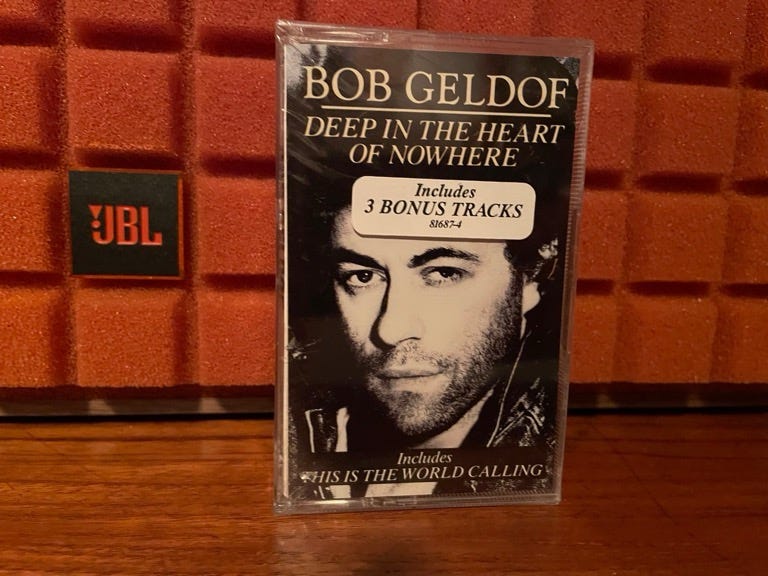 BOB GELDOF
DEEP IN THE HEART
OF NOWHERE
Includes
3 BONUS TRACKS
81687-4
JBL
Includes
THIS IS THE WORLD CALLING